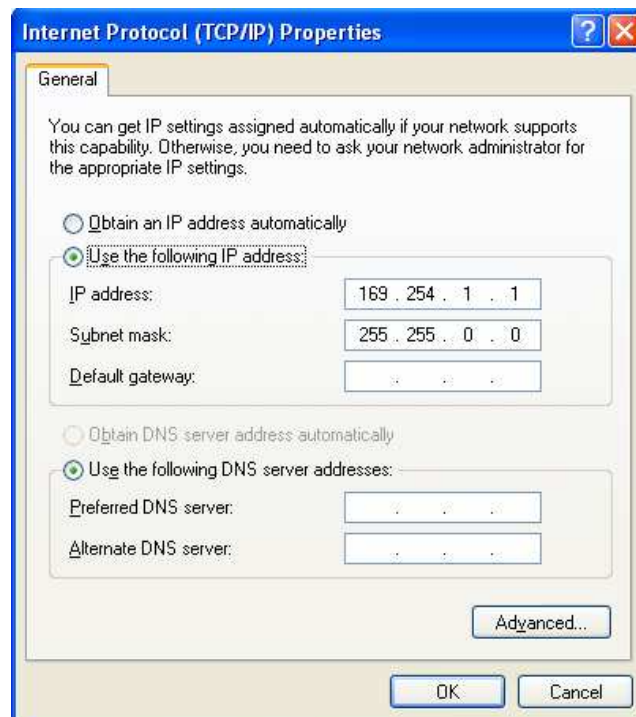 Internet Protocol (TCP/IP) Properties
General
You can get IP settings assigned automatically if your network supports
this capability. Otherwise, you need to ask your network administrator for
the appropriate IP settings.
Obtain an IP address automatically
Use the following IP address:
IP address: 169 . 254 . 1 . 1
Subnet mask: 255 . 255 . 0 . 0
Default gateway: . . .
Obtain DNS server address automatically
Use the following DNS server addresses:
Preferred DNS server: . . .
Alternate DNS server: . . .
Advanced...
OK Cancel